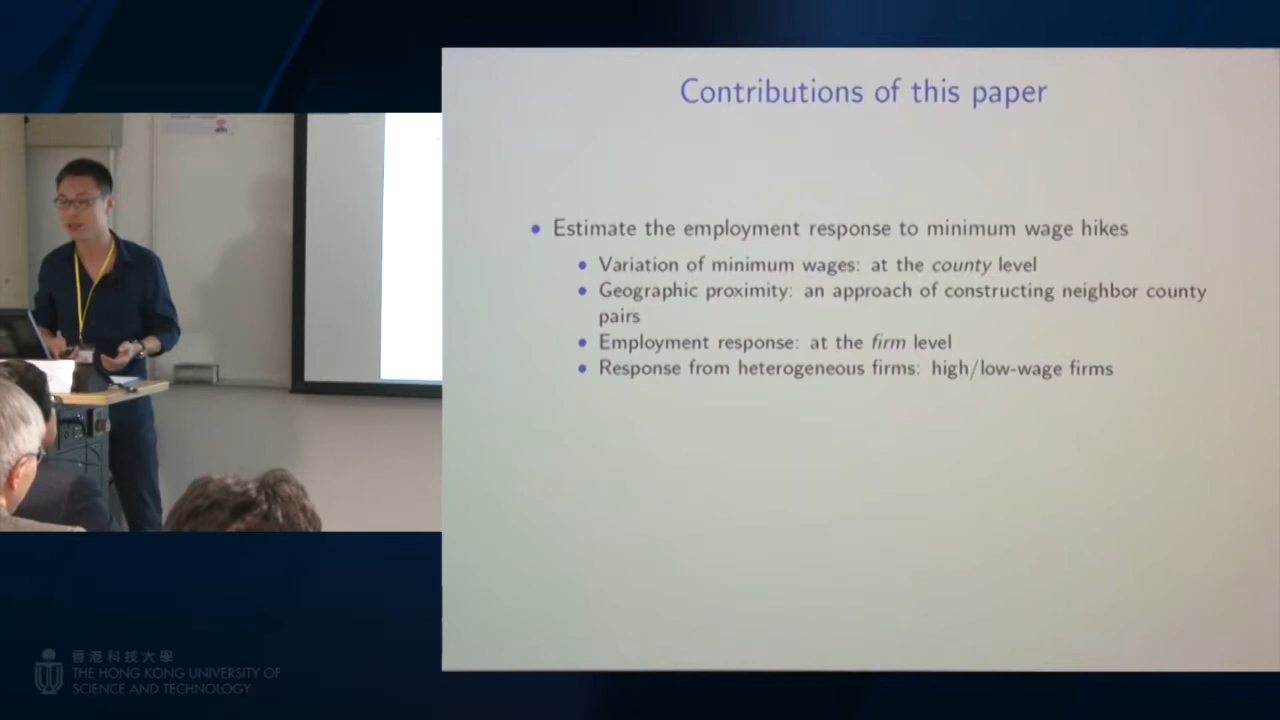 Contributions of this paper
• Estimate the employment response to minimum wage hikes
• Variation of minimum wages: at the county level
• Geographic proximity: an approach of constructing neighbor county
pairs
• Employment response: at the firm level
• Response from heterogeneous firms: high/low-wage firms
香港科技大學
THE HONG KONG UNIVERSITY OF
SCIENCE AND TECHNOLOGY